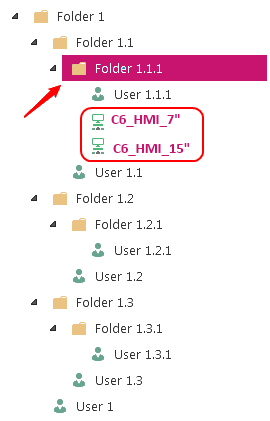 Folder 1
Folder 1.1
Folder 1.1.1
User 1.1.1
C6_HMI_7"
C6_HMI_15"
User 1.1
Folder 1.2
Folder 1.2.1
User 1.2.1
User 1.2
Folder 1.3
Folder 1.3.1
User 1.3.1
User 1.3
User 1